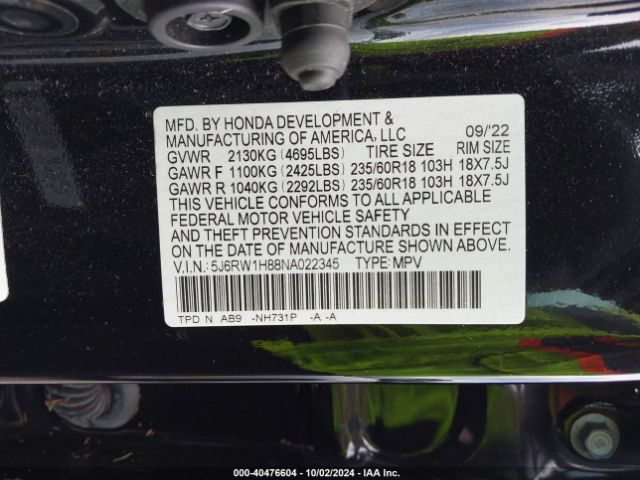 MFD. BY HONDA DEVELOPMENT &
MANUFACTURING OF AMERICA, LLC 09/'22
GVWR 2130KG (4695LBS) TIRE SIZE RIM SIZE
GAWR F 1100KG (2425LBS) 235/60R18 103H 18X7.5J
GAWR R 1040KG (2292LBS) 235/60R18 103H 18X7.5J
THIS VEHICLE CONFORMS TO ALL APPLICABLE
FEDERAL MOTOR VEHICLE SAFETY
AND THEFT PREVENTION STANDARDS IN EFFECT
ON THE DATE OF MANUFACTURE SHOWN ABOVE.
V.I.N.: 5J6RW1H88NA022345 TYPE: MPV
TPD N AB9 -NH731P -A -A
000-40476604 | 10/02/2024 | IAA Inc.